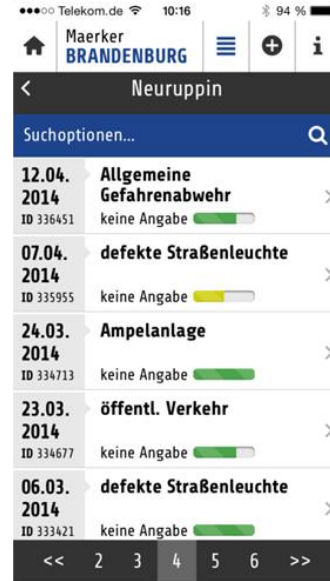 Telekom.de 10:16 94 %
Maerker
BRANDENBURG
i
Neuruppin
Suchoptionen...
12.04.
2014
ID 336451
Allgemeine
Gefahrenabwehr
keine Angabe
07.04.
2014
ID 335955
defekte Straßenleuchte
keine Angabe
24.03.
2014
ID 334713
Ampelanlage
keine Angabe
23.03.
2014
ID 334677
öffentl. Verkehr
keine Angabe
06.03.
2014
ID 333421
defekte Straßenleuchte
keine Angabe
<< 2 3 4 5 6 >>